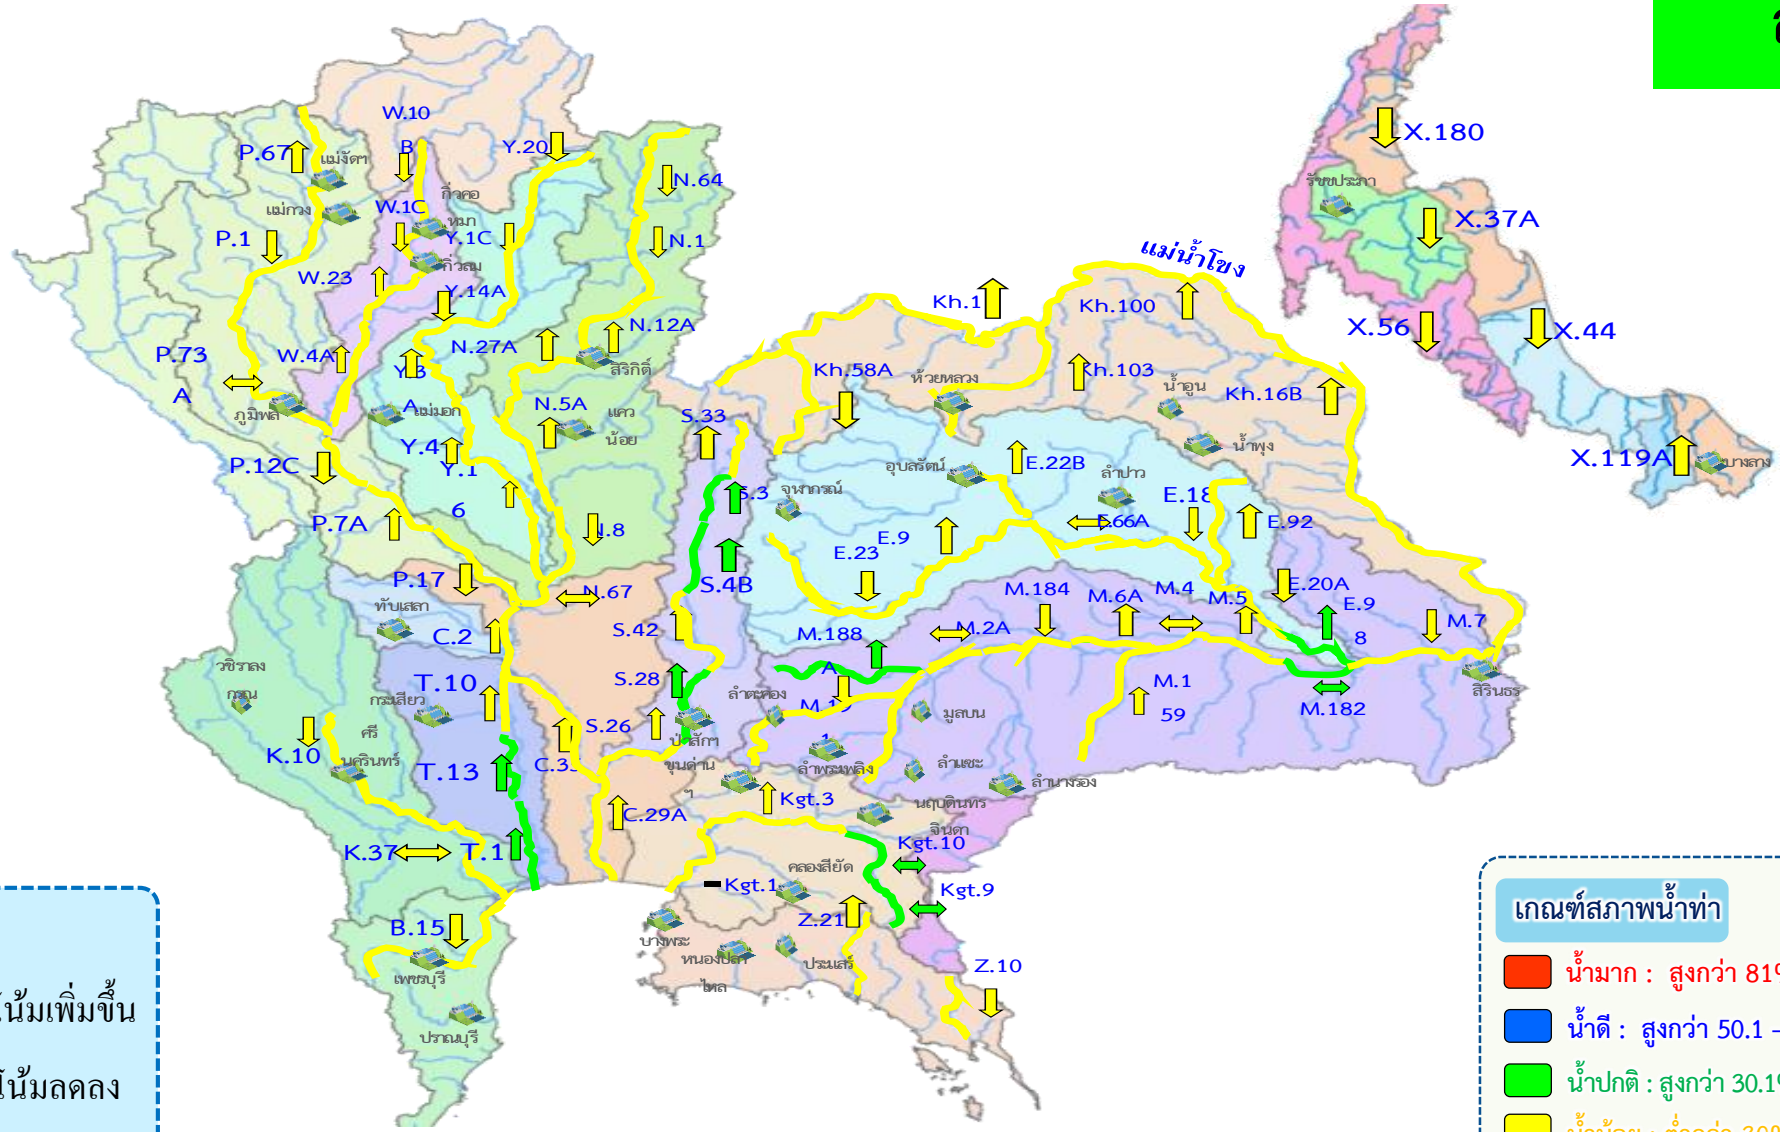 W.10
B
P.67
แม่งัดฯ
Y.20
N.64
X.180
รัชชประภา
กิ่วคอ
หมา
แม่กวง
W.1C
X.37A
P.1
Y.1C
N.1
แม่น้ำโขง
กิ่วลม
W.23
Y.14A
Kh.1
Kh.100
N.12A
X.56
X.44
N.27A
P.73
A
W.4A
Y.3
A
สิริกิติ์
Kh.58A
ห้วยหลวง
Kh.103
น้ำอูน
Kh.16B
ภูมิพล
แม่มอก
N.5A
แคว
น้อย
S.33
น้ำพุง
Y.4
Y.1
6
P.12C
อุบลรัตน์
E.22B
ลำปาว
X.119A
บางลาง
S.3
จุฬาภรณ์
E.18
P.7A
N.8
E.9
E.66A
E.92
E.23
P.17
N.67
S.4B
M.184
M.6A
M.4
M.5
E.20A
E.9
8
ทับเสลา
C.2
S.42
M.188
A
M.2A
M.7
วชิราลง
กรณ
T.10
S.28
ลำตะคอง
M.1
59
สิรินธร
กระเสียว
M.182
S.26
มูลบน
ศรี
นครินทร์
K.10
ป่าสักฯ
T.13
ขุนด่าน
ฯ
ลำพระเพลิง
ลำแซะ
ลำนางรอง
Kgt.3
C.29A
นฤบดินทร
จินดา
K.37
T.1
Kgt.10
คลองสียัด
Kgt.1
Kgt.9
B.15
Z.21
บางพระ
หนองปลา
ไหล
ประแสร์
Z.10
เพชรบุรี
ปราณบุรี
น้มเพิ่มขึ้น
น้มลดลง
เกณฑ์สภาพน้ำท่า
น้ำมาก : สูงกว่า 81
น้ำดี : สูงกว่า 50.1 -
น้ำปกติ : สูงกว่า 30.1